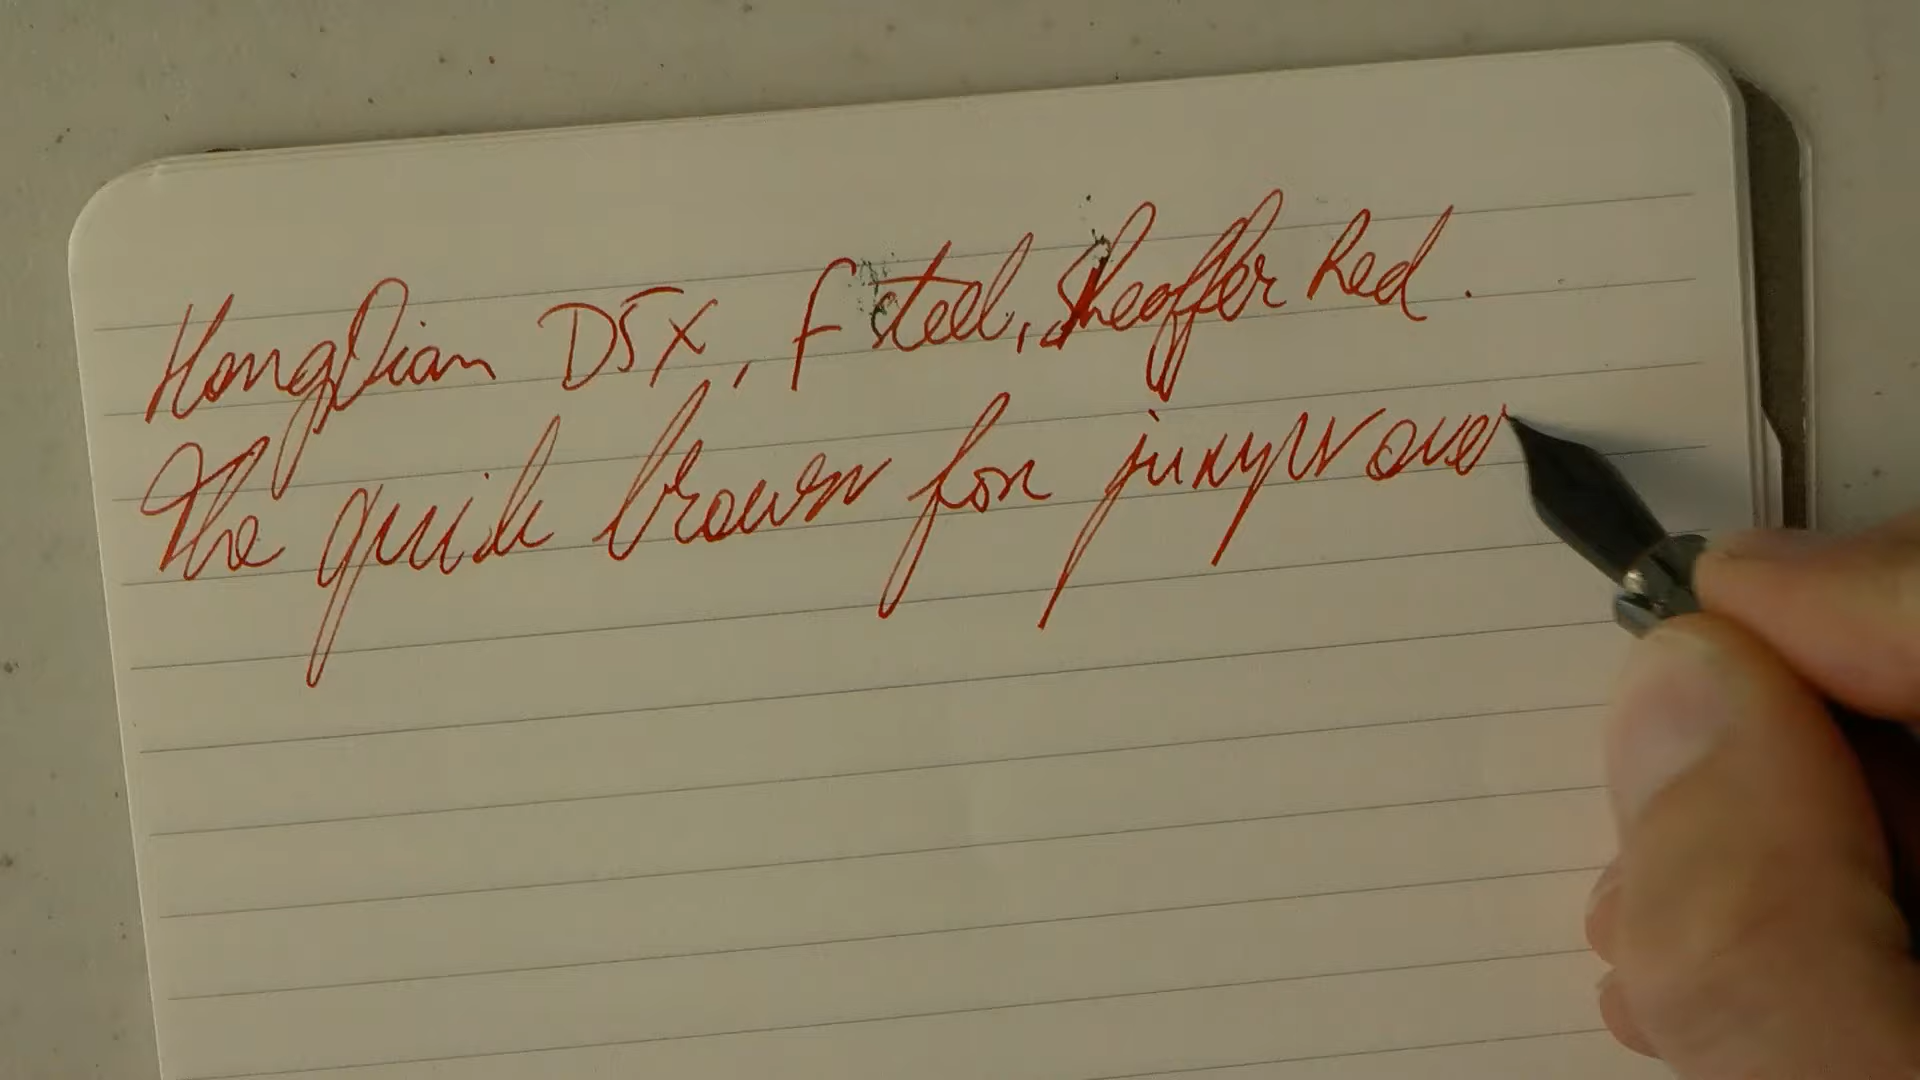 HongDian D5X, F steel, Sheaffer Red.
The quick brown fox jumps over